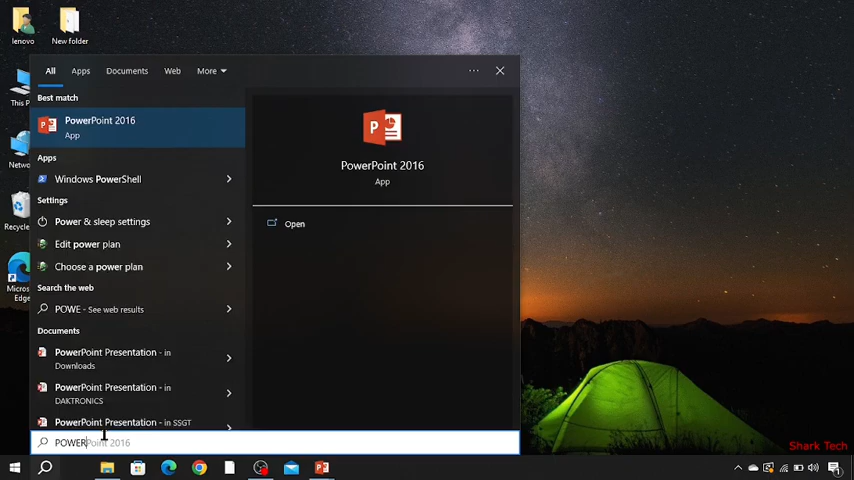 lenovo
New folder
This P
Netwo
Recycle
Micros
Edge
All
Apps
Documents
Web
More
Best match
PowerPoint 2016
App
Apps
Windows PowerShell
Settings
Power & sleep settings
Edit power plan
Choose a power plan
Search the web
POWE - See web results
Documents
PowerPoint Presentation - in
Downloads
PowerPoint Presentation - in
DAKTRONICS
PowerPoint Presentation - in SSGT
POWERPoint 2016
PowerPoint 2016
App
Open
Shark Tech